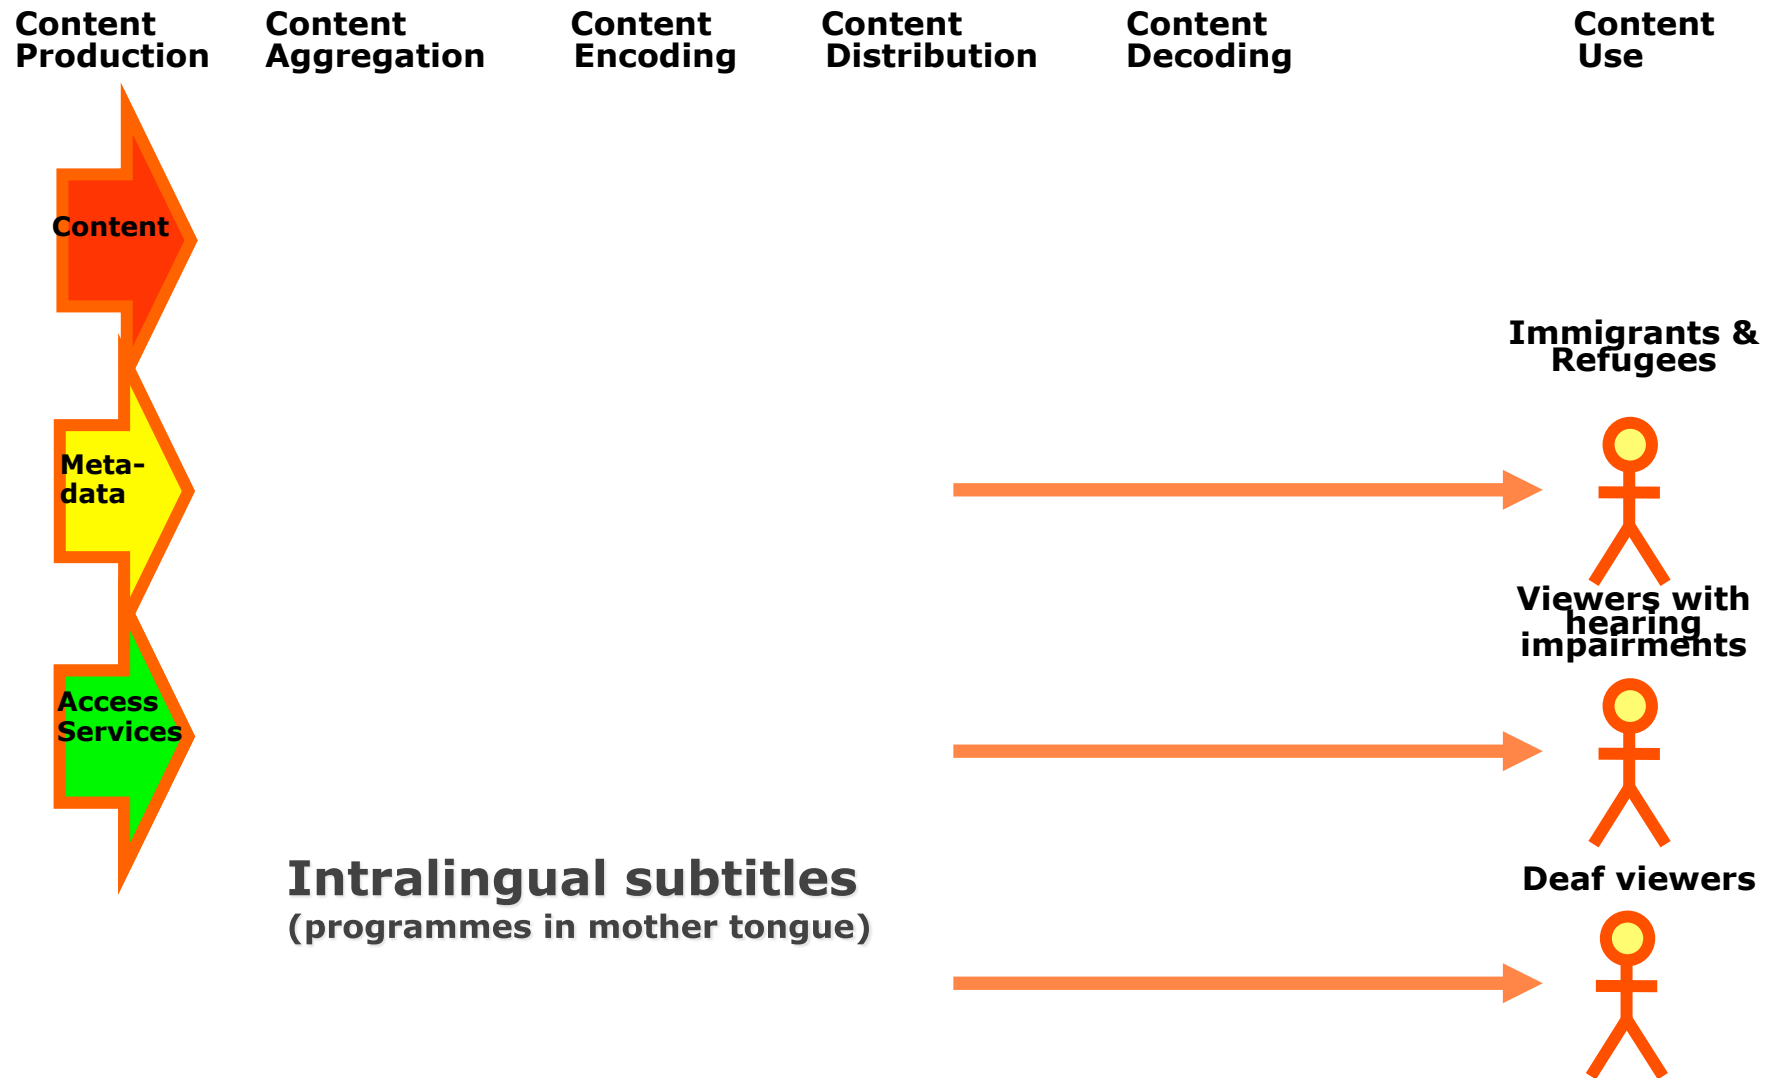 Content Production
Content Aggregation
Content Encoding
Content Distribution
Content Decoding
Content Use
Content
Immigrants &
Refugees
Meta-
data
Viewers with
hearing
impairments
Access
Services
Intralingual subtitles
(programmes in mother tongue)
Deaf viewers